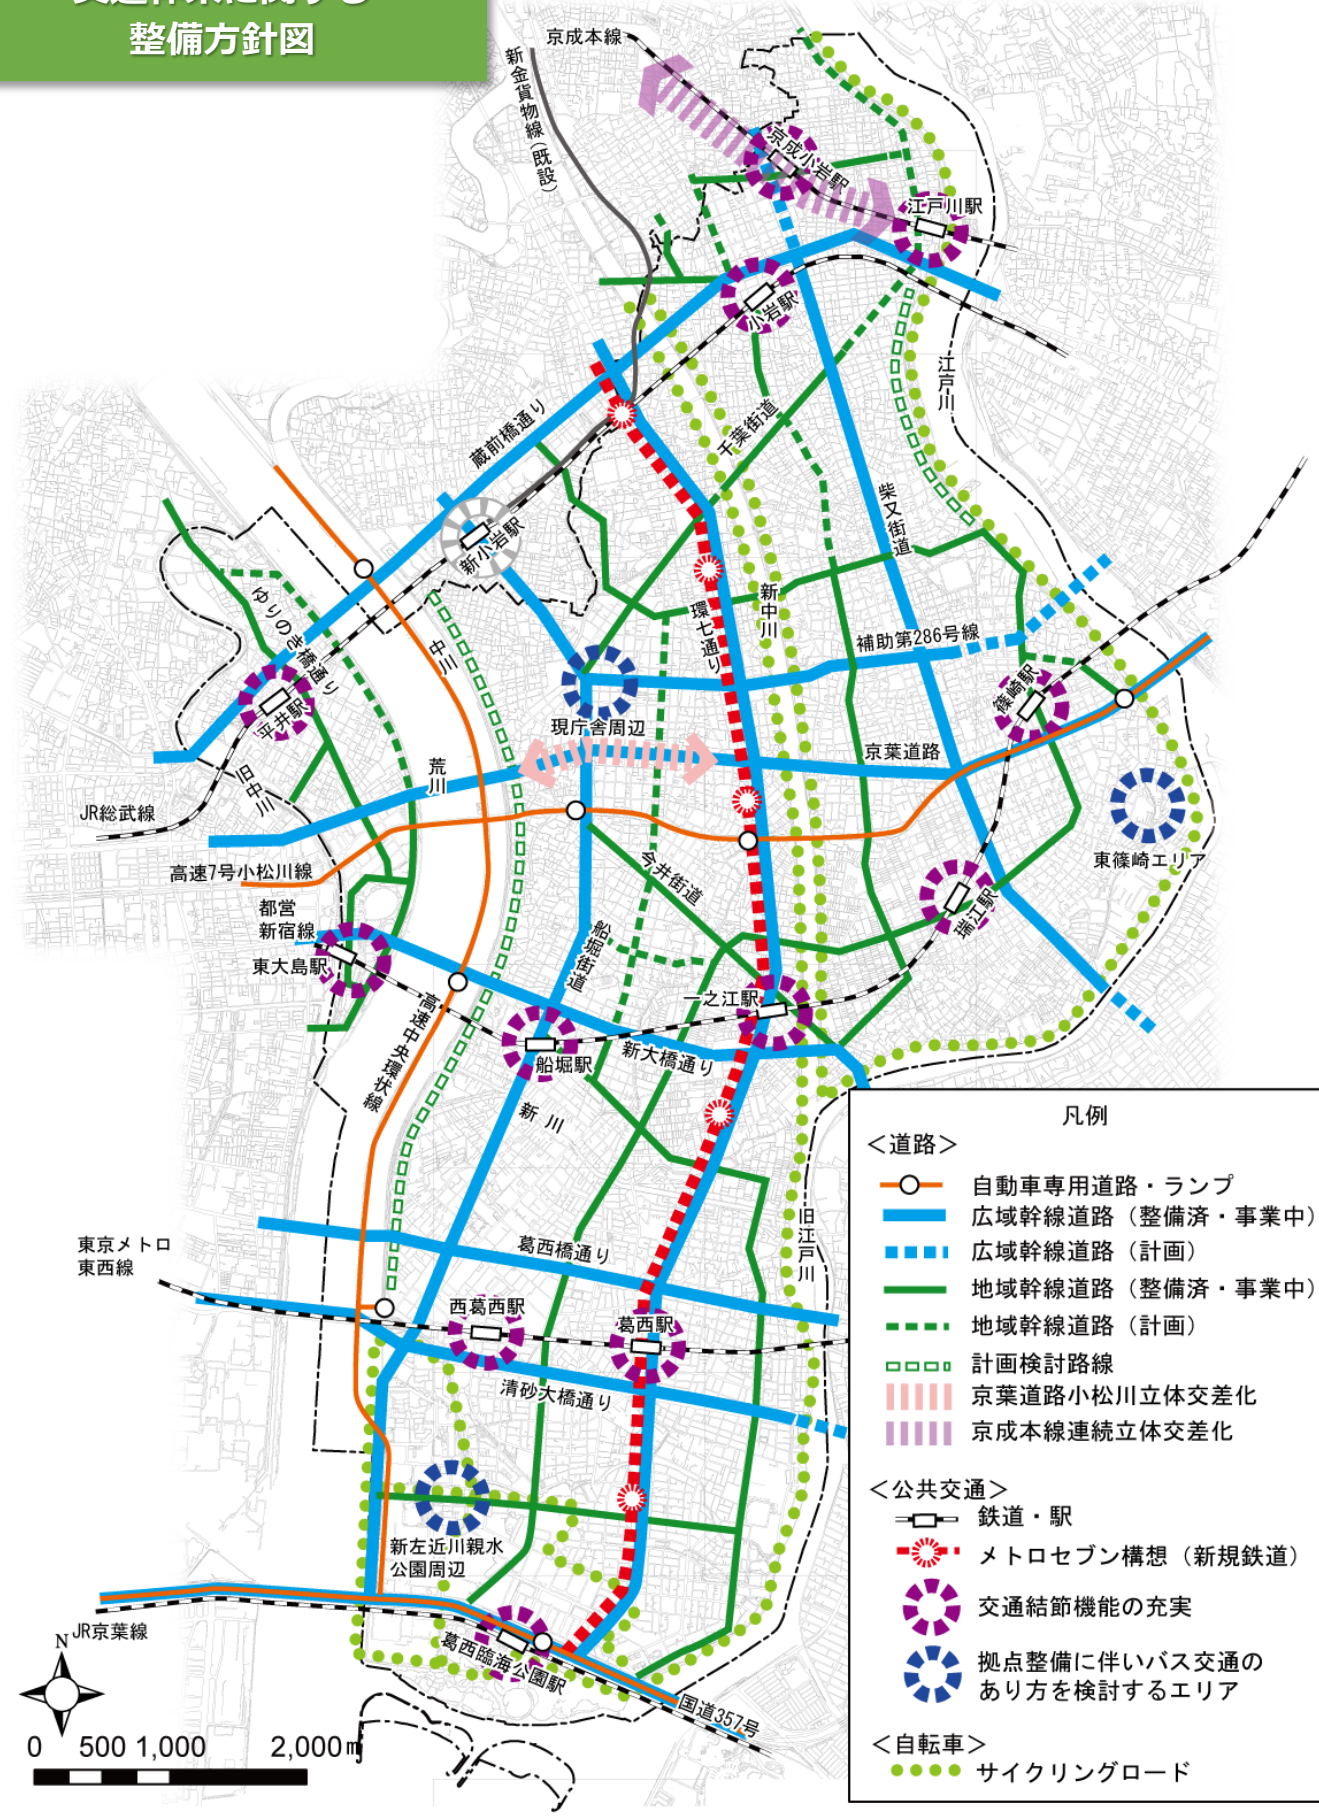 交通体系に関する
整備方針図
京成本線
新金貨物線(既設)
京成小岩駅
江戸川駅
小岩駅
江戸川
蔵前橋通り
千葉街道
柴又街道
新小岩駅
ゆりのき橋通り
中川
環七通り
新中川
補助第286号線
平井駅
篠崎駅
現庁舎周辺
京葉道路
荒川
旧中川
JR総武線
高速7号小松川線
今井街道
東篠崎エリア
都営
新宿線
瑞江駅
船堀街道
東大島駅
一之江駅
高速中央環状線
新大橋通り
船堀駅
新川
旧江戸川
東京メトロ
東西線
葛西橋通り
西葛西駅
葛西駅
清砂大橋通り
新左近川親水
公園周辺
JR京葉線
葛西臨海公園駅
国道357号
N
0 500 1,000 2,000m
凡例
＜道路＞
自動車専用道路・ランプ
広域幹線道路（整備済・事業中）
広域幹線道路（計画）
地域幹線道路（整備済・事業中）
地域幹線道路（計画）
計画検討路線
京葉道路小松川立体交差化
京成本線連続立体交差化
＜公共交通＞
鉄道・駅
メトロセブン構想（新規鉄道）
交通結節機能の充実
拠点整備に伴いバス交通の
あり方を検討するエリア
＜自転車＞
サイクリングロード